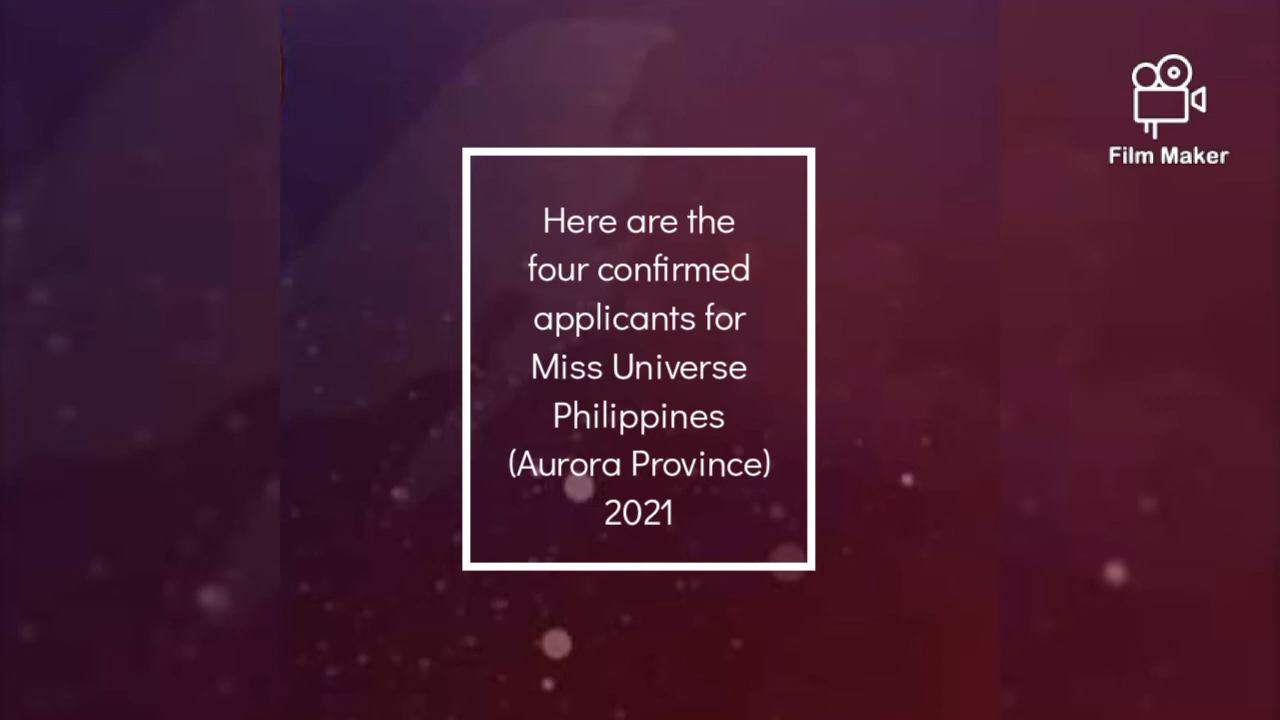 Film Maker
Here are the
four confirmed
applicants for
Miss Universe
Philippines
(Aurora Province)
2021